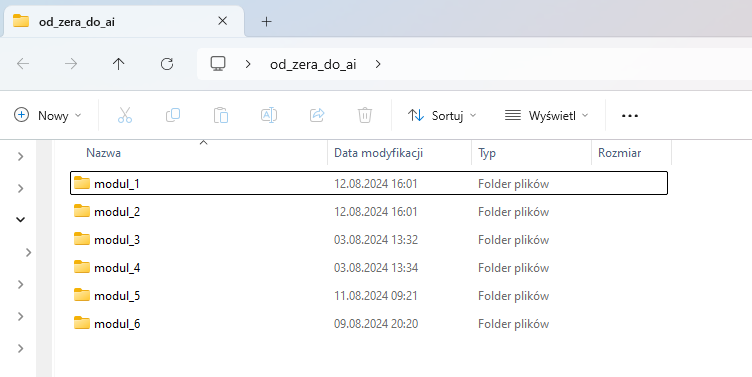 od_zera_do_ai
od_zera_do_ai
Nowy Sortuj Wyświetl
Nazwa Data modyfikacji Typ Rozmiar
modul_1 12.08.2024 16:01 Folder plików
modul_2 12.08.2024 16:01 Folder plików
modul_3 03.08.2024 13:32 Folder plików
modul_4 03.08.2024 13:34 Folder plików
modul_5 11.08.2024 09:21 Folder plików
modul_6 09.08.2024 20:20 Folder plików